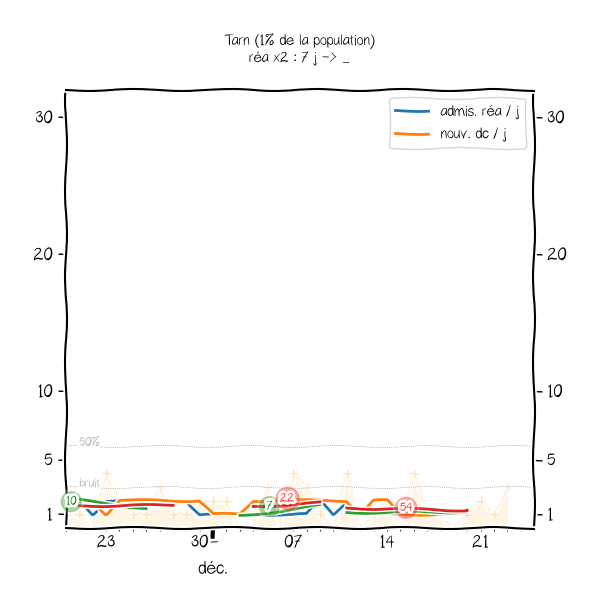 Tarn (1% de la population)
réa x2 : 7 j -> _
admis. réa / j
nouv. dc / j
30 30
20 20
10 10
50%
5 5
bruit
10 7 22 54
1 1
23 30 07 14 21
déc.